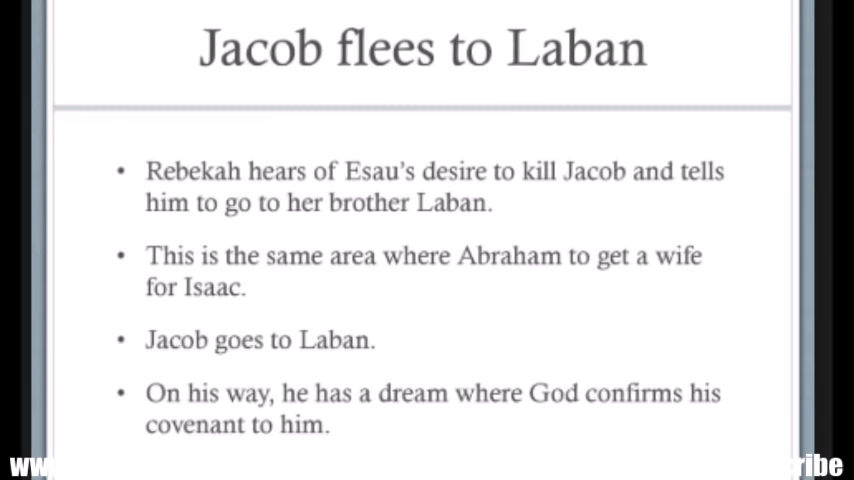 Jacob flees to Laban
• Rebekah hears of Esau's desire to kill Jacob and tells
him to go to her brother Laban.
• This is the same area where Abraham to get a wife
for Isaac.
• Jacob goes to Laban.
• On his way, he has a dream where God confirms his
covenant to him.